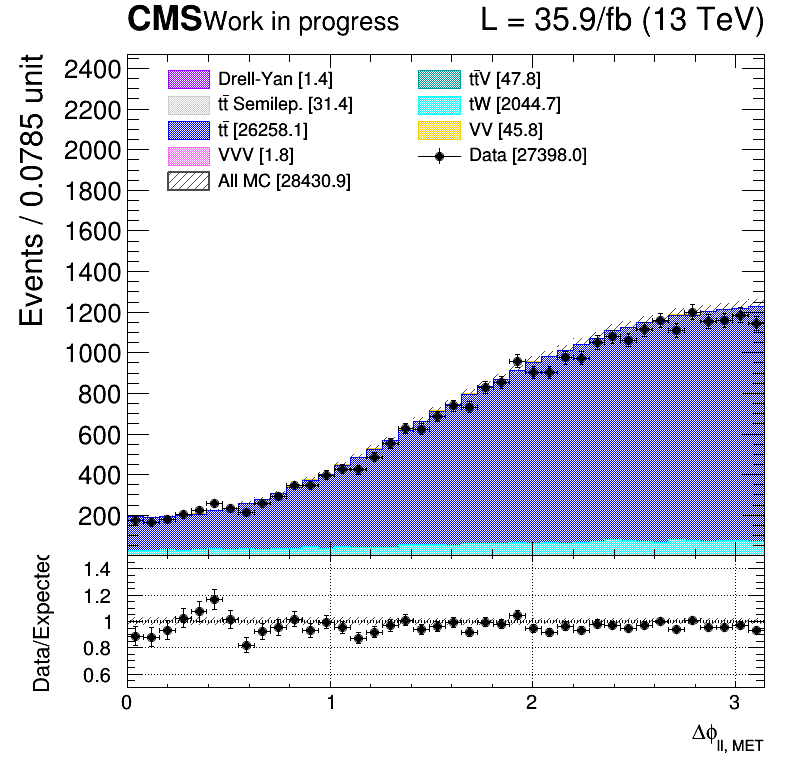 CMS Work in progress L = 35.9/fb (13 TeV)
Events / 0.0785 unit
2400
2200
2000
1800
1600
1400
1200
1000
800
600
400
200
Drell-Yan [1.4]
tt̄ Semilep. [31.4]
tt̄ [26258.1]
VVV [1.8]
All MC [28430.9]
tt̄V [47.8]
tW [2044.7]
VV [45.8]
Data [27398.0]
Data/Expected
1.4
1.2
1
0.8
0.6
0 1 2 3
Δϕll, MET